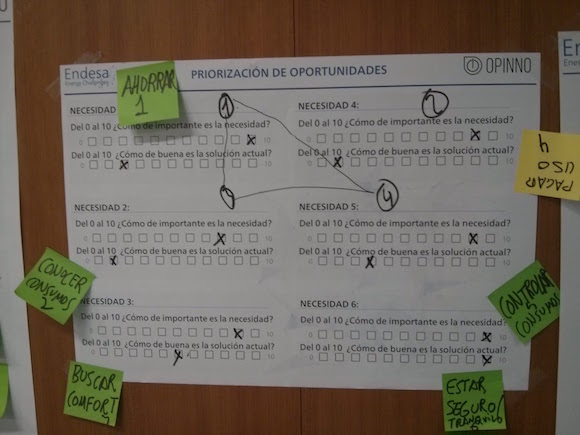 Endesa
Energy Challenges
PRIORIZACIÓN DE OPORTUNIDADES
OPINNO
AHORRAR
1
NECESIDAD
Del 0 al 10 ¿Cómo de importante es la necesidad?
0 10
Del 0 al 10 ¿Cómo de buena es la solución actual?
0 10
1
NECESIDAD 4:
2
Del 0 al 10 ¿Cómo de importante es la necesidad?
0 10
Del 0 al 10 ¿Cómo de buena es la solución actual?
0 10
PAGAR
USO
4
NECESIDAD 2:
Del 0 al 10 ¿Cómo de importante es la necesidad?
0 10
Del 0 al 10 ¿Cómo de buena es la solución actual?
0 10
CONOCER
CONSUMOS
2
NECESIDAD 5:
4
Del 0 al 10 ¿Cómo de importante es la necesidad?
0 10
Del 0 al 10 ¿Cómo de buena es la solución actual?
0 10
CONTROLAR
CONSUMO
NECESIDAD 3:
Del 0 al 10 ¿Cómo de importante es la necesidad?
0 10
Del 0 al 10 ¿Cómo de buena es la solución actual?
0 10
BUSCAR
CONFORT
NECESIDAD 6:
Del 0 al 10 ¿Cómo de importante es la necesidad?
0 10
Del 0 al 10 ¿Cómo de buena es la solución actual?
0 10
ESTAR
SEGURO/
TRANQUILO